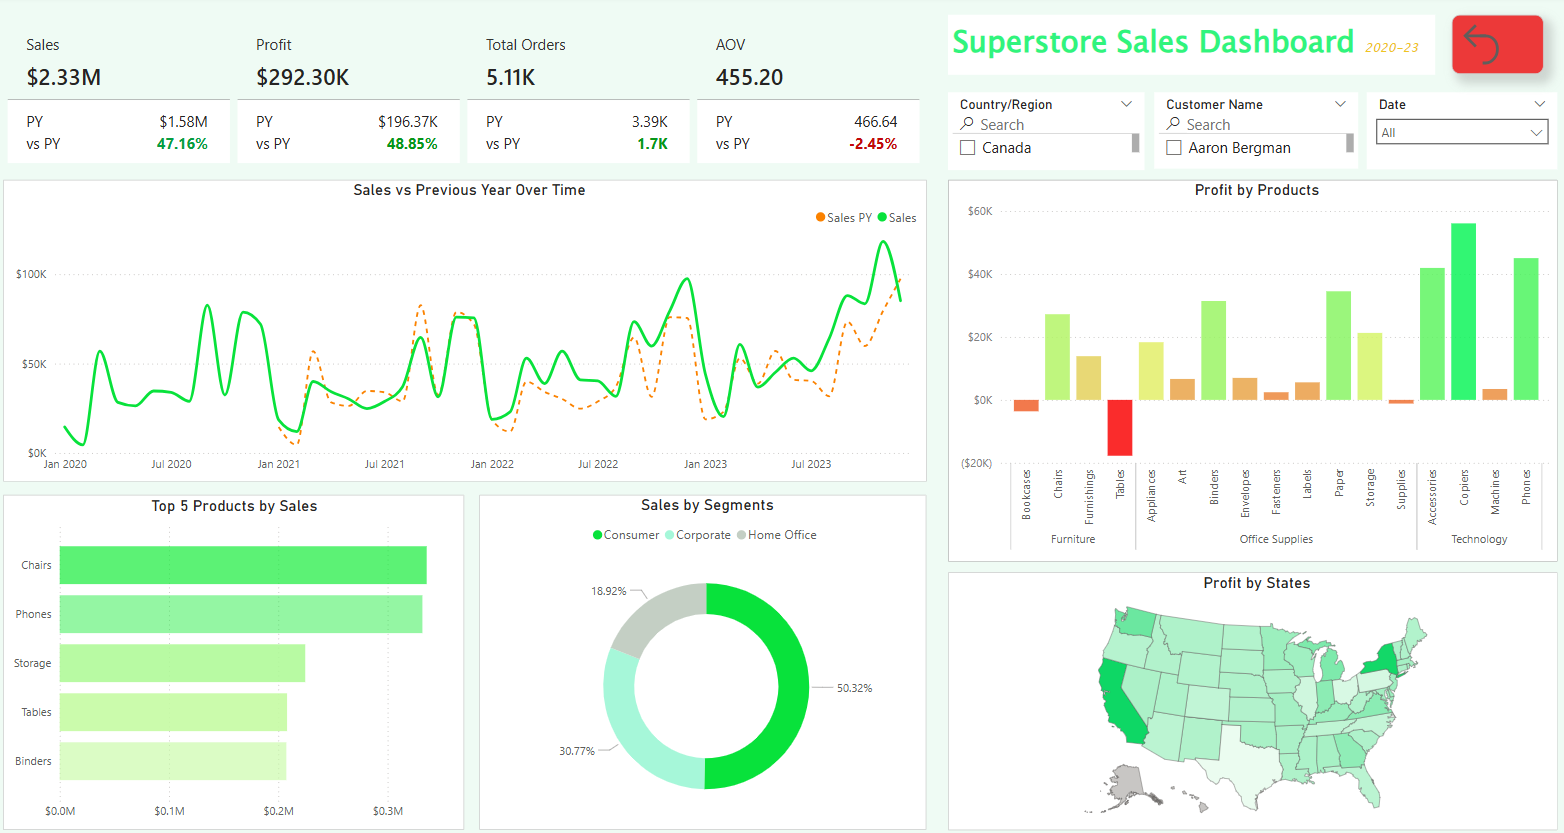 Sales
$2.33M
PY $1.58M
vs PY 47.16%
Profit
$292.30K
PY $196.37K
vs PY 48.85%
Total Orders
5.11K
PY 3.39K
vs PY 1.7K
AOV
455.20
PY 466.64
vs PY -2.45%
Superstore Sales Dashboard 2020-23
Country/Region
Search
Canada
Customer Name
Search
Aaron Bergman
Date
All
Sales vs Previous Year Over Time
Sales PY Sales
$100K
$50K
$0K
Jan 2020 Jul 2020 Jan 2021 Jul 2021 Jan 2022 Jul 2022 Jan 2023 Jul 2023
Profit by Products
$60K
$40K
$20K
$0K
($20K)
Bookcases
Chairs
Furnishings
Tables
Appliances
Art
Binders
Envelopes
Fasteners
Labels
Paper
Storage
Supplies
Accessories
Copiers
Machines
Phones
Furniture Office Supplies Technology
Top 5 Products by Sales
Chairs
Phones
Storage
Tables
Binders
$0.0M $0.1M $0.2M $0.3M
Sales by Segments
Consumer Corporate Home Office
18.92%
50.32%
30.77%
Profit by States